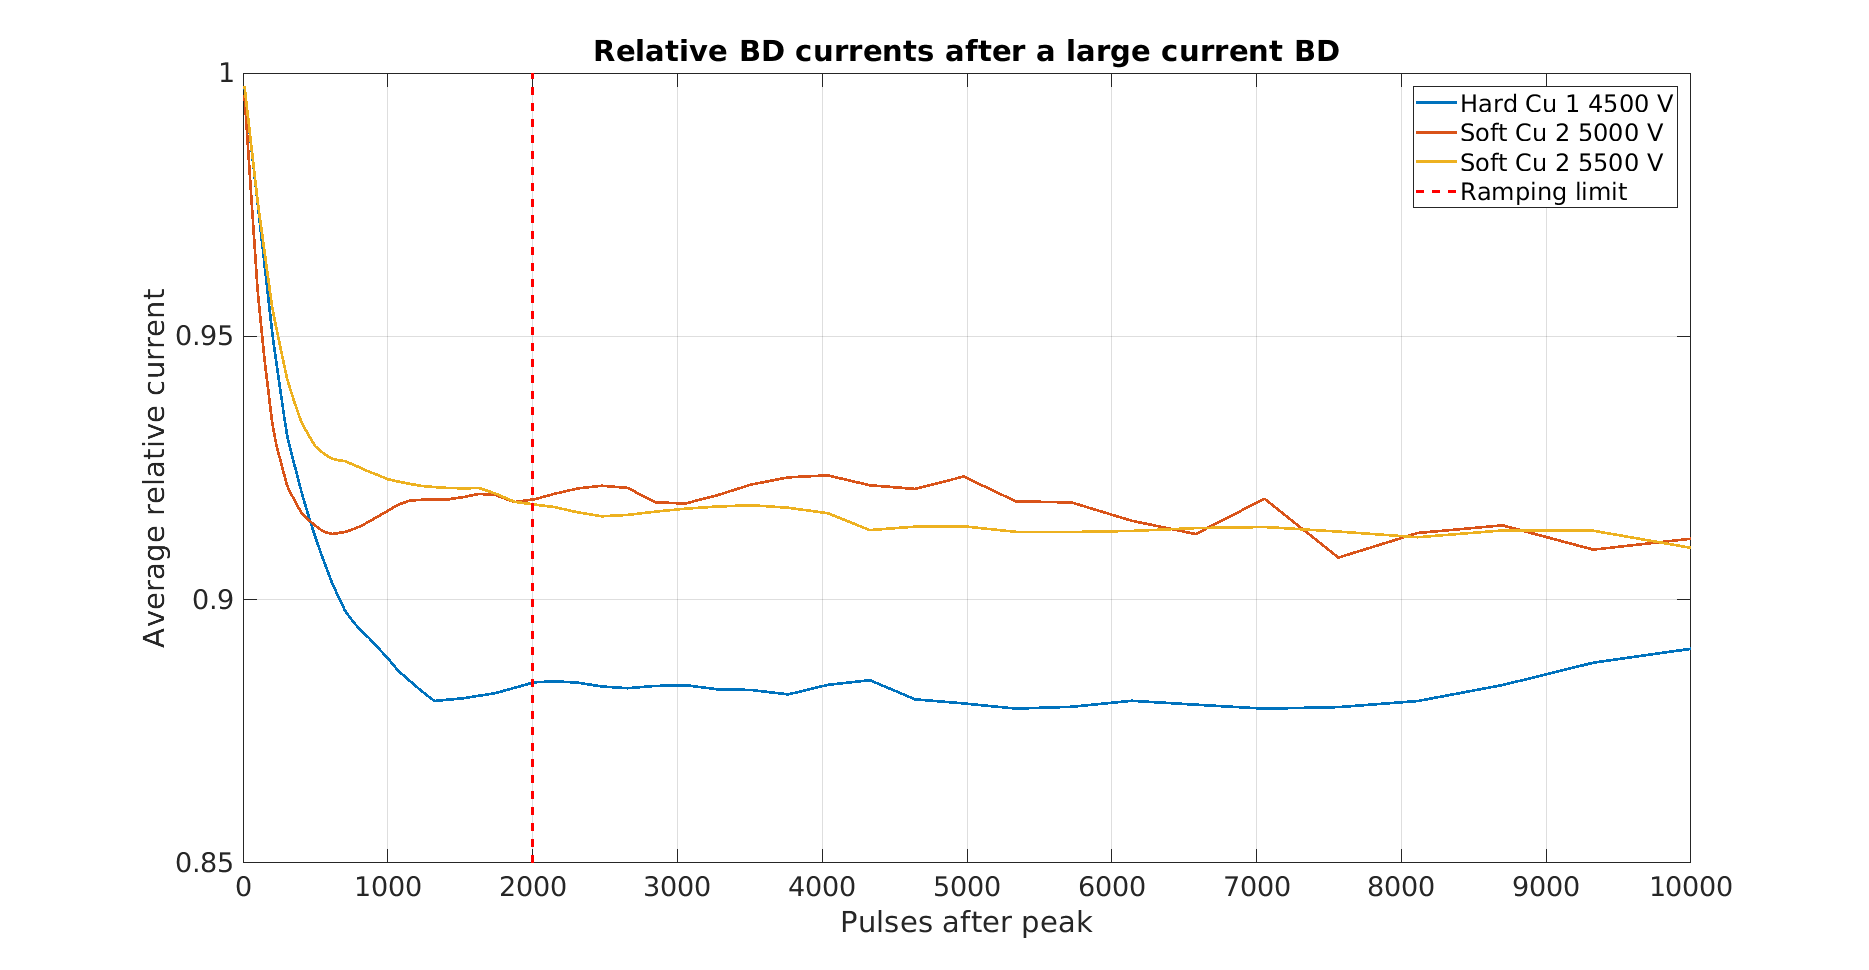 Relative BD currents after a large current BD
Average relative current
1
0.95
0.9
0.85
0 1000 2000 3000 4000 5000 6000 7000 8000 9000 10000
Pulses after peak
Hard Cu 1 4500 V
Soft Cu 2 5000 V
Soft Cu 2 5500 V
Ramping limit